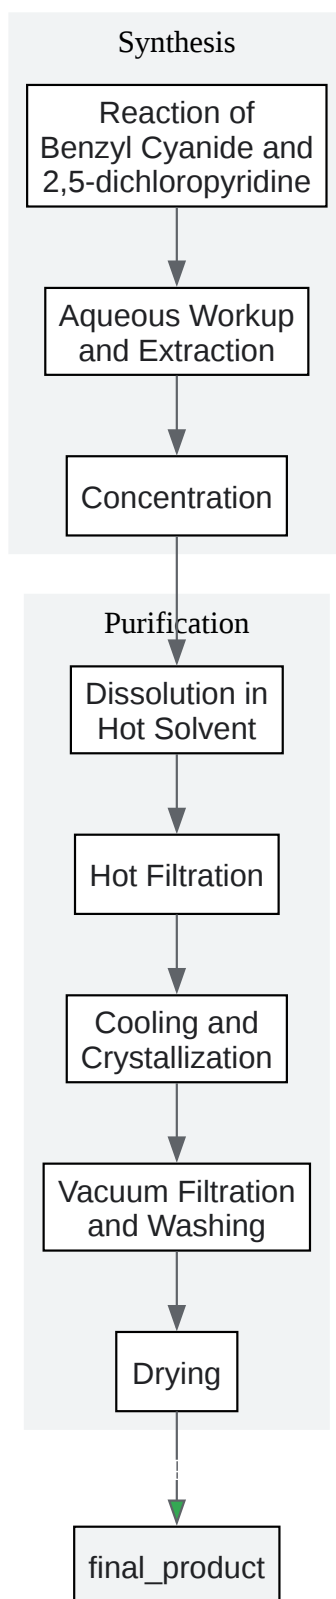 Synthesis
Reaction of
Benzyl Cyanide and
2,5-dichloropyridine
Aqueous Workup
and Extraction
Concentration
Purification
Dissolution in
Hot Solvent
Hot Filtration
Cooling and
Crystallization
Vacuum Filtration
and Washing
Drying
final_product